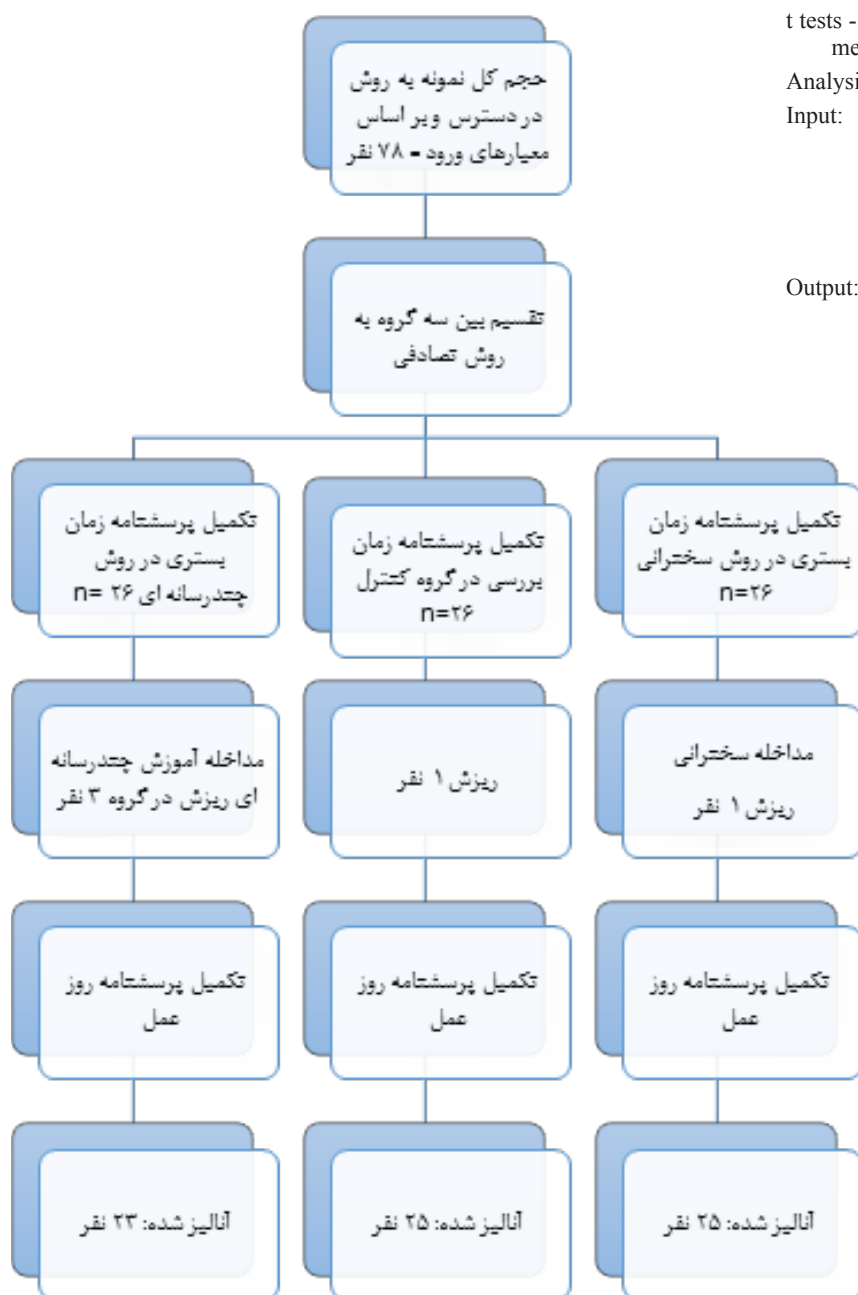 حجم کل نمونه به روش
در دسترس و بر اساس
معیارهای ورود = ۷۸ نفر
تقسیم بین سه گروه به
روش تصادفی
تکمیل پرسشنامه زمان
بستری در روش سخنرانی
n=۲۶
تکمیل پرسشنامه زمان
بررسی در گروه کنترل
n=۲۶
تکمیل پرسشنامه زمان
بستری در روش
چندرسانه ای n= ۲۶
مداخله سخنرانی
ریزش ۱ نفر
ریزش ۱ نفر
مداخله آموزش چندرسانه
ای ریزش در گروه ۳ نفر
تکمیل پرسشنامه روز
عمل
تکمیل پرسشنامه روز
عمل
تکمیل پرسشنامه روز
عمل
آنالیز شده: ۲۵ نفر
آنالیز شده: ۲۵ نفر
آنالیز شده: ۲۳ نفر
t tests -
me
Analysi
Input:
Output: